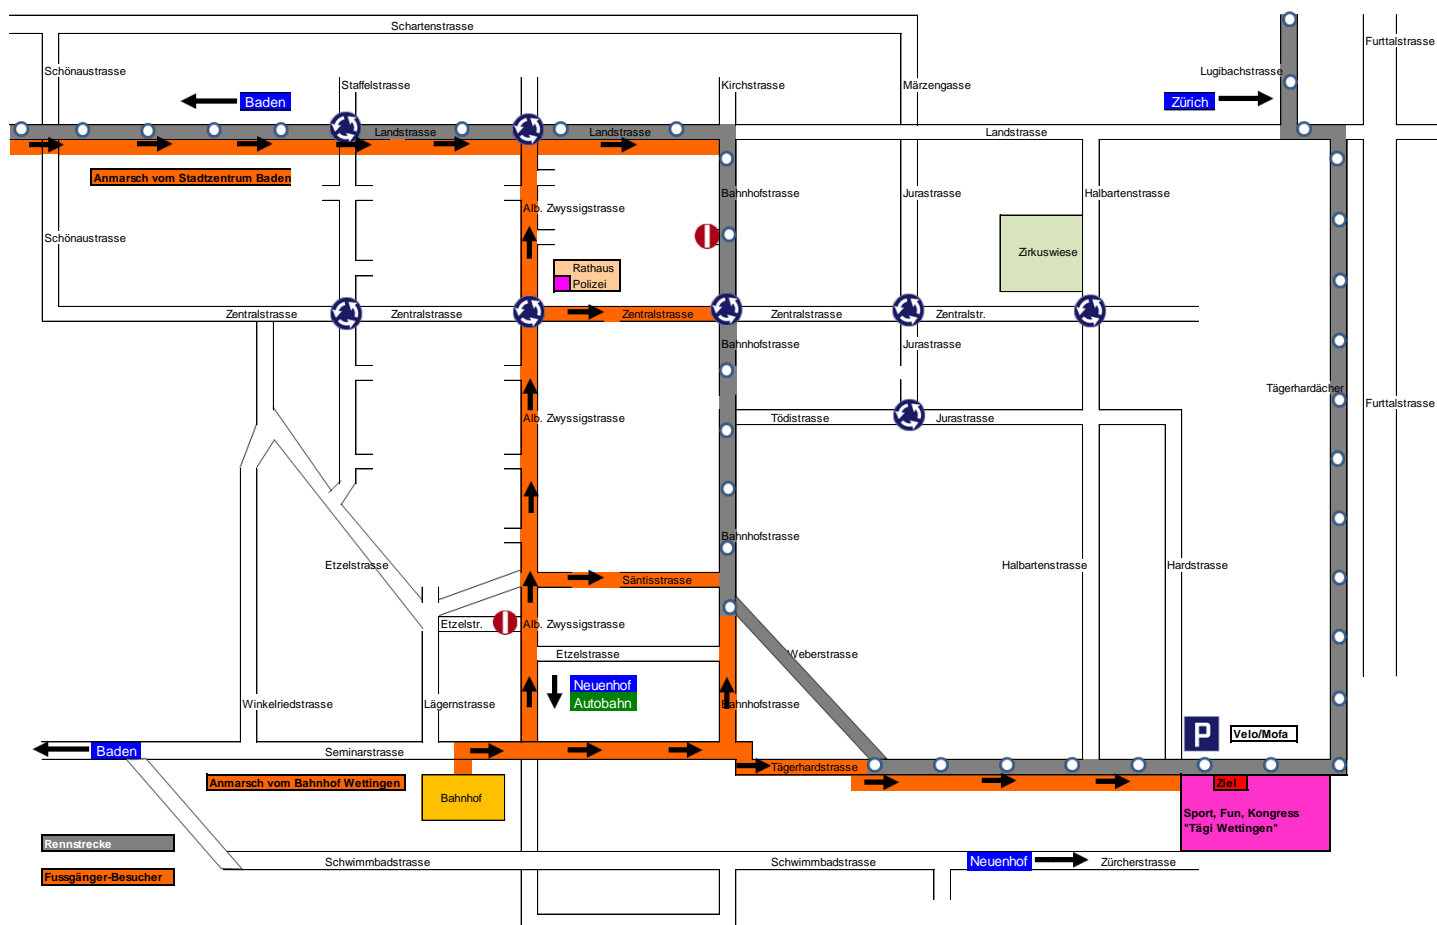 Schartenstrasse
Furttalstrasse
Schönaustrasse
Staffelstrasse
Kirchstrasse
Märzengasse
Lugibachstrasse
Baden
Zürich
Landstrasse
Landstrasse
Landstrasse
Anmarsch vom Stadtzentrum Baden
Bahnhofstrasse
Jurastrasse
Halbartenstrasse
Alb. Zwyssigstrasse
Schönaustrasse
Zirkuswiese
Rathaus
Polizei
Zentralstrasse
Zentralstrasse
Zentralstrasse
Zentralstrasse
Zentralstr.
Bahnhofstrasse
Jurastrasse
Tägerhardächer
Furttalstrasse
Alb. Zwyssigstrasse
Tödistrasse
Jurastrasse
Bahnhofstrasse
Etzelstrasse
Halbartenstrasse
Hardstrasse
Säntisstrasse
Etzelstr.
Alb. Zwyssigstrasse
Etzelstrasse
Weberstrasse
Neuenhof
Autobahn
Winkelriedstrasse
Lägernstrasse
Bahnhofstrasse
P
Velo/Mofa
Baden
Seminarstrasse
Tägerhardstrasse
Anmarsch vom Bahnhof Wettingen
Ziel
Bahnhof
Sport, Fun, Kongress
"Tägi Wettingen"
Rennstrecke
Schwimmbadstrasse
Schwimmbadstrasse
Neuenhof
Zürcherstrasse
Fussgänger-Besucher